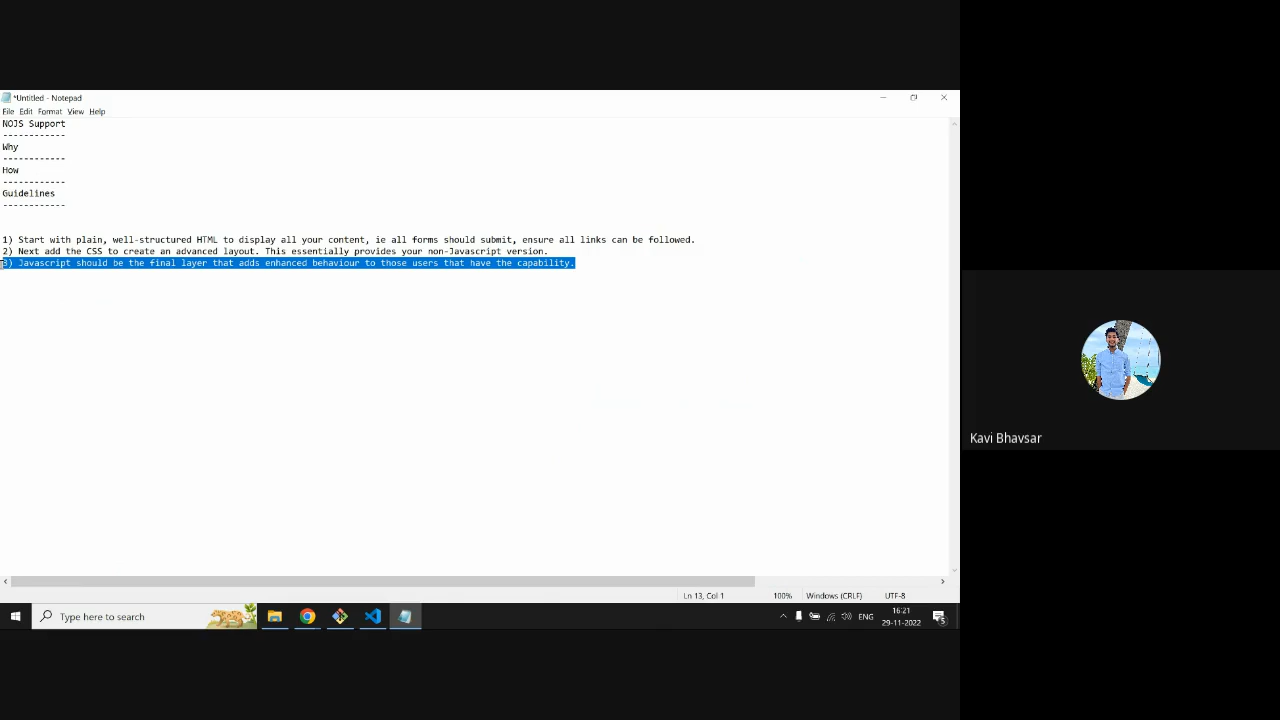 *Untitled - Notepad
File Edit Format View Help
NOJS Support
------------
Why
------------
How
------------
Guidelines
------------
1) Start with plain, well-structured HTML to display all your content, ie all forms should submit, ensure all links can be followed.
2) Next add the CSS to create an advanced layout. This essentially provides your non-Javascript version.
3) Javascript should be the final layer that adds enhanced behaviour to those users that have the capability.
Kavi Bhavsar
Ln 13, Col 1 100% Windows (CRLF) UTF-8
Type here to search
ENG
16:21
29-11-2022
5